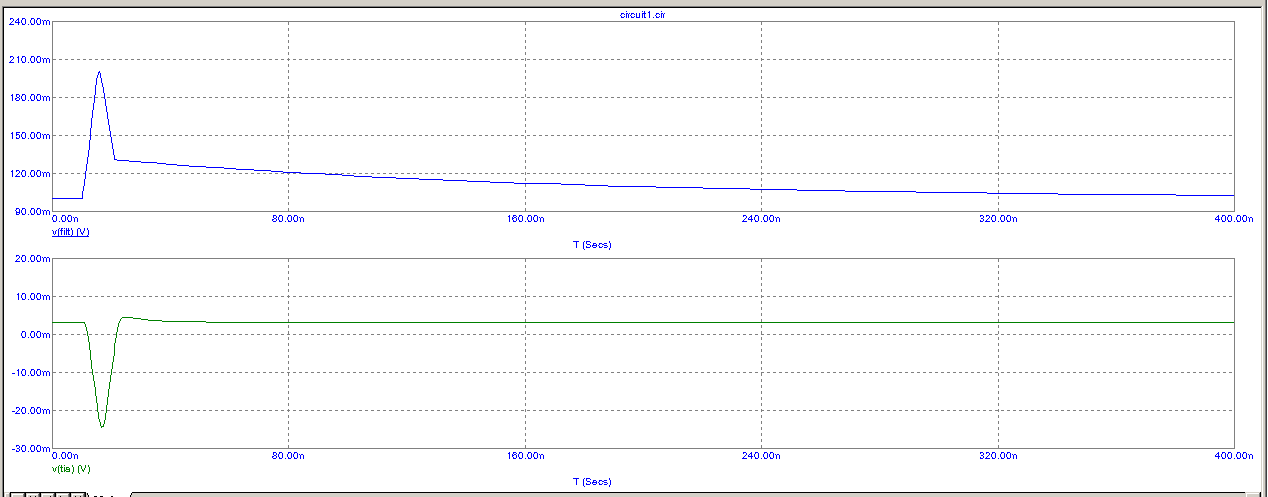 circuit1.cir
240.00m
210.00m
180.00m
150.00m
120.00m
90.00m
0.00n 80.00n 160.00n 240.00n 320.00n 400.00n
v(filt) (V)
T (Secs)
20.00m
10.00m
0.00m
-10.00m
-20.00m
-30.00m
0.00n 80.00n 160.00n 240.00n 320.00n 400.00n
v(tia) (V)
T (Secs)